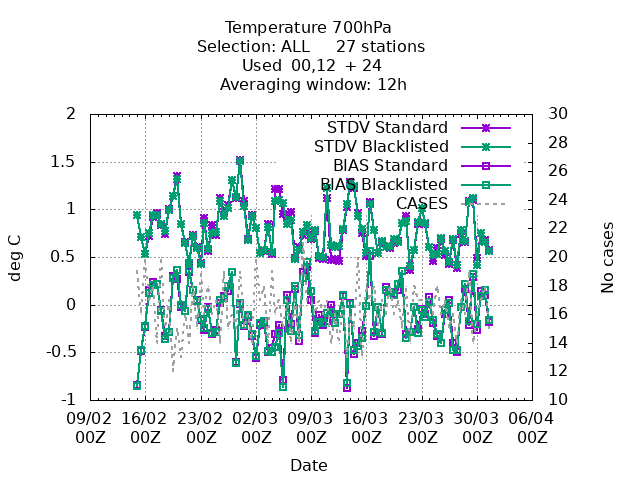 Temperature 700hPa
Selection: ALL 27 stations
Used 00,12 + 24
Averaging window: 12h
STDV Standard
STDV Blacklisted
BIAS Standard
BIAS Blacklisted
CASES
deg C
2
1.5
1
0.5
0
-0.5
-1
No cases
30
28
26
24
22
20
18
16
14
12
10
09/02 16/02 23/02 02/03 09/03 16/03 23/03 30/03 06/04
00Z 00Z 00Z 00Z 00Z 00Z 00Z 00Z 00Z
Date